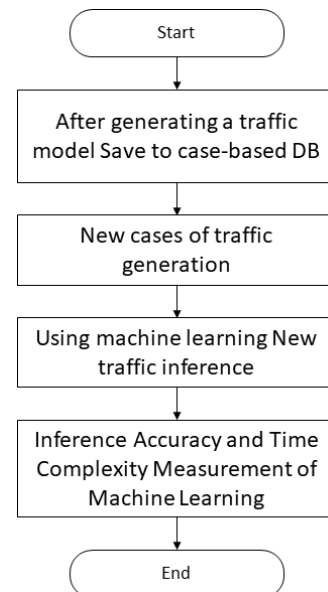 Start
After generating a traffic
model Save to case-based DB
New cases of traffic
generation
Using machine learning New
traffic inference
Inference Accuracy and Time
Complexity Measurement of
Machine Learning
End